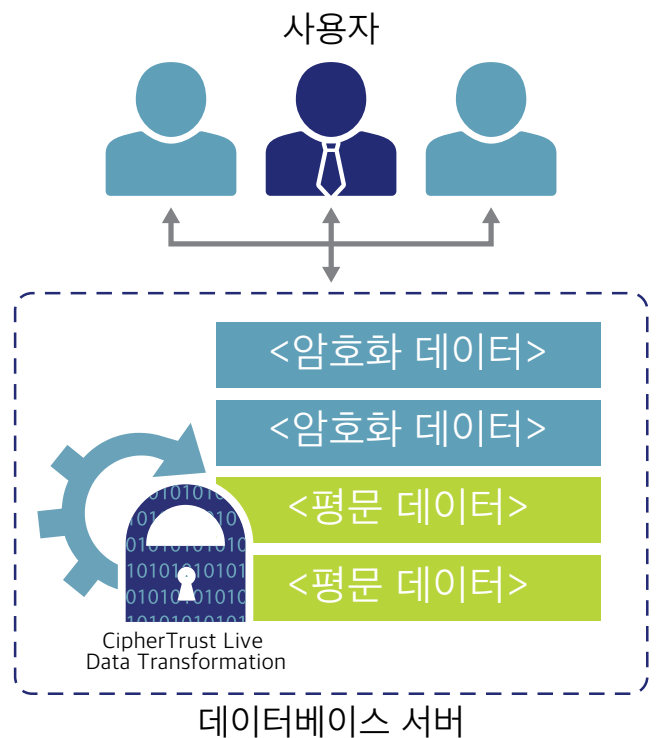 사용자
<암호화 데이터>
<암호화 데이터>
<평문 데이터>
<평문 데이터>
CipherTrust Live
Data Transformation
데이터베이스 서버